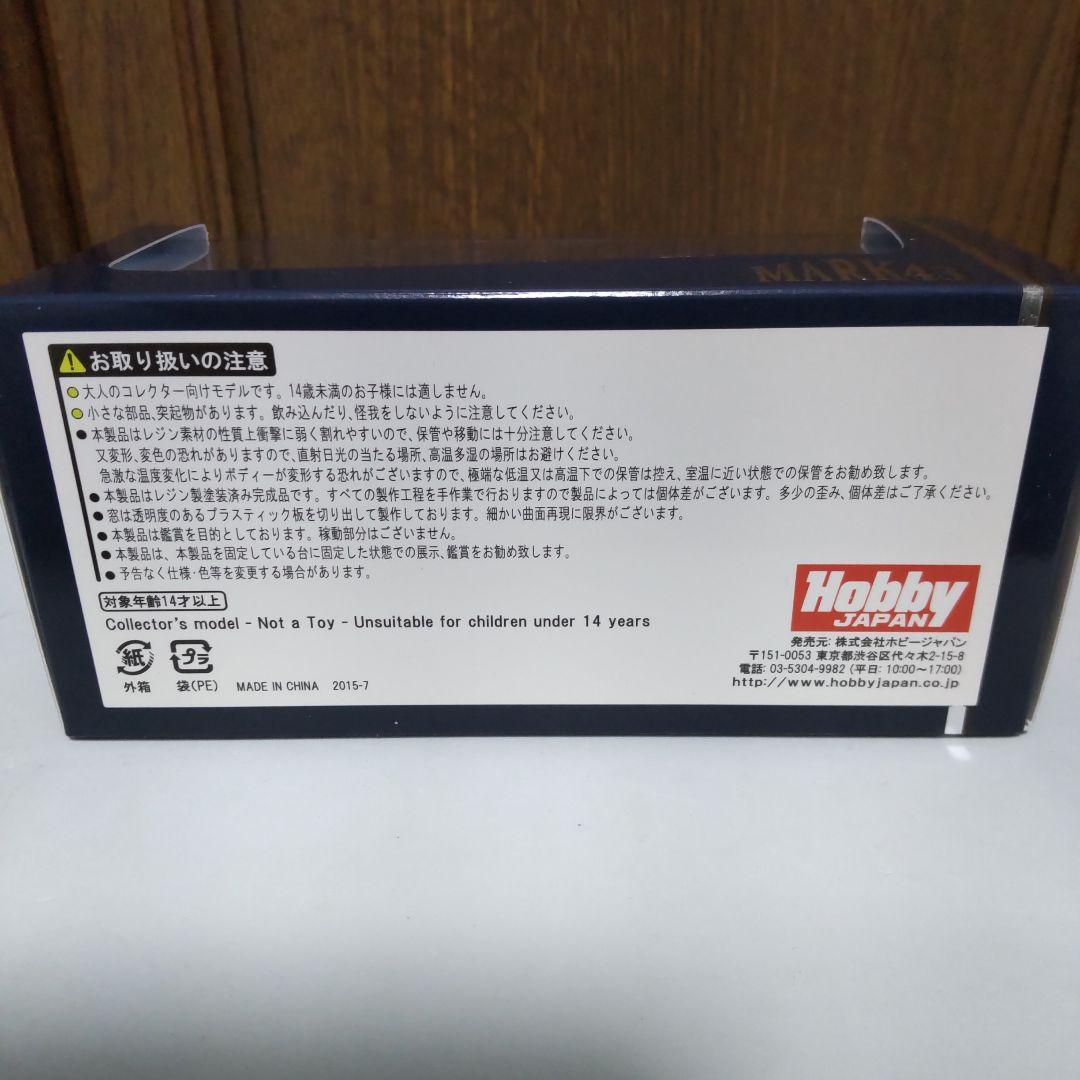 MARK43
お取り扱いの注意
大人のコレクター向けモデルです。14歳未満のお子様には適しません。
小さな部品、突起物があります。飲み込んだり、怪我をしないように注意してください。
● 本製品はレジン素材の性質上衝撃に弱く割れやすいので、保管や移動には十分注意してください。
又変形、変色の恐れがありますので、直射日光の当たる場所、高温多湿の場所はお避けください。
急激な温度変化によりボディーが変形する恐れがございますので、極端な低温又は高温下での保管は控え、室温に近い状態での保管をお勧め致します。
● 本製品はレジン製塗装済み完成品です。すべての製作工程を手作業で行おりますので製品によっては個体差がございます。多少の歪み、個体差はご了承ください。
● 窓は透明度のあるプラスティック板を切り出して製作しております。細かい曲面再現に限界がございます。
● 本製品は鑑賞を目的としております。稼動部分はございません。
● 本製品は、本製品を固定している台に固定した状態での展示、鑑賞をお勧め致します。
● 予告なく仕様・色等を変更する場合があります。
対象年齢14才以上
Collector's model - Not a Toy - Unsuitable for children under 14 years
紙 プラ
外箱 袋(PE) MADE IN CHINA 2015-7
Hobby
JAPAN
発売元: 株式会社ホビージャパン
〒151-0053 東京都渋谷区代々木2-15-8
電話: 03-5304-9982 (平日: 10:00〜17:00)
http://www.hobbyjapan.co.jp